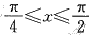 π/4 ⩽ x ⩽ π/2